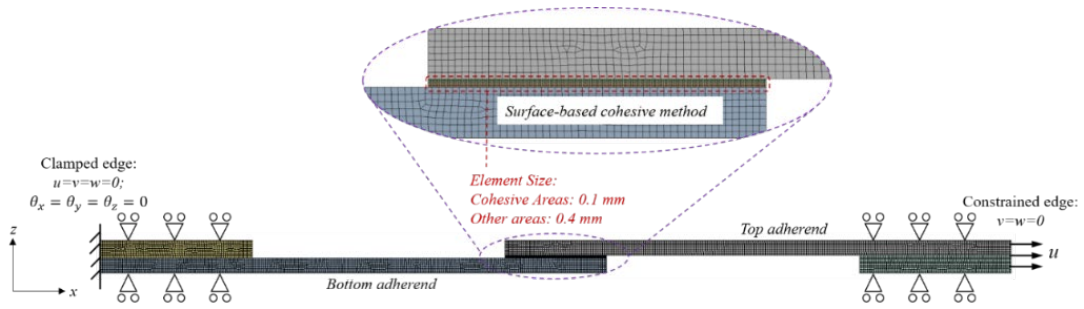 Surface-based cohesive method
Clamped edge:
u=v=w=0;
θx = θy = θz = 0
Element Size:
Cohesive Areas: 0.1 mm
Other areas: 0.4 mm
Constrained edge:
v=w=0
Top adherend
z
u
Bottom adherend
x